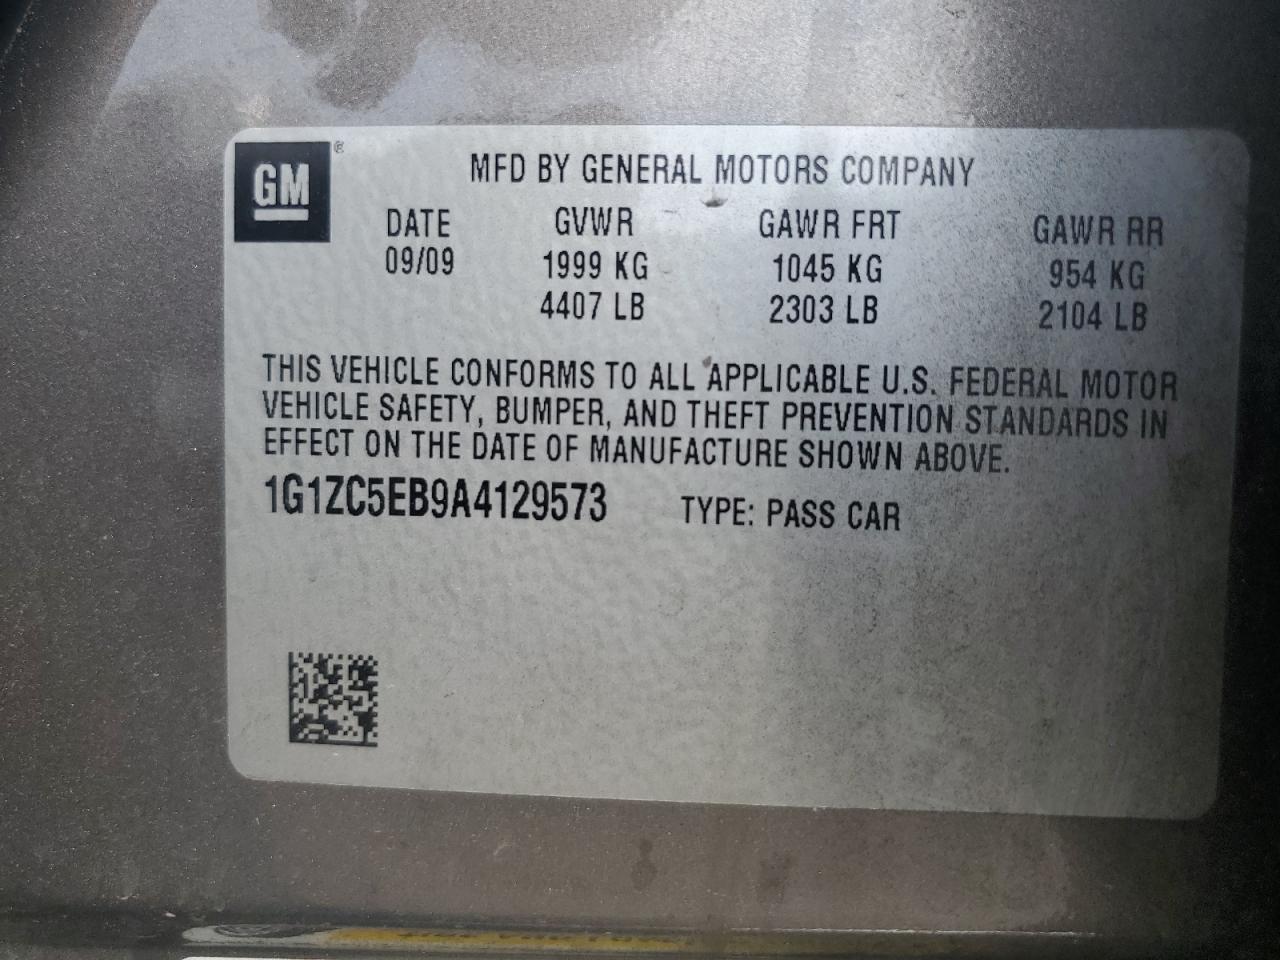 GM ®
MFD BY GENERAL MOTORS COMPANY
DATE GVWR GAWR FRT GAWR RR
09/09 1999 KG 1045 KG 954 KG
4407 LB 2303 LB 2104 LB
THIS VEHICLE CONFORMS TO ALL APPLICABLE U.S. FEDERAL MOTOR
VEHICLE SAFETY, BUMPER, AND THEFT PREVENTION STANDARDS IN
EFFECT ON THE DATE OF MANUFACTURE SHOWN ABOVE.
1G1ZC5EB9A4129573 TYPE: PASS CAR